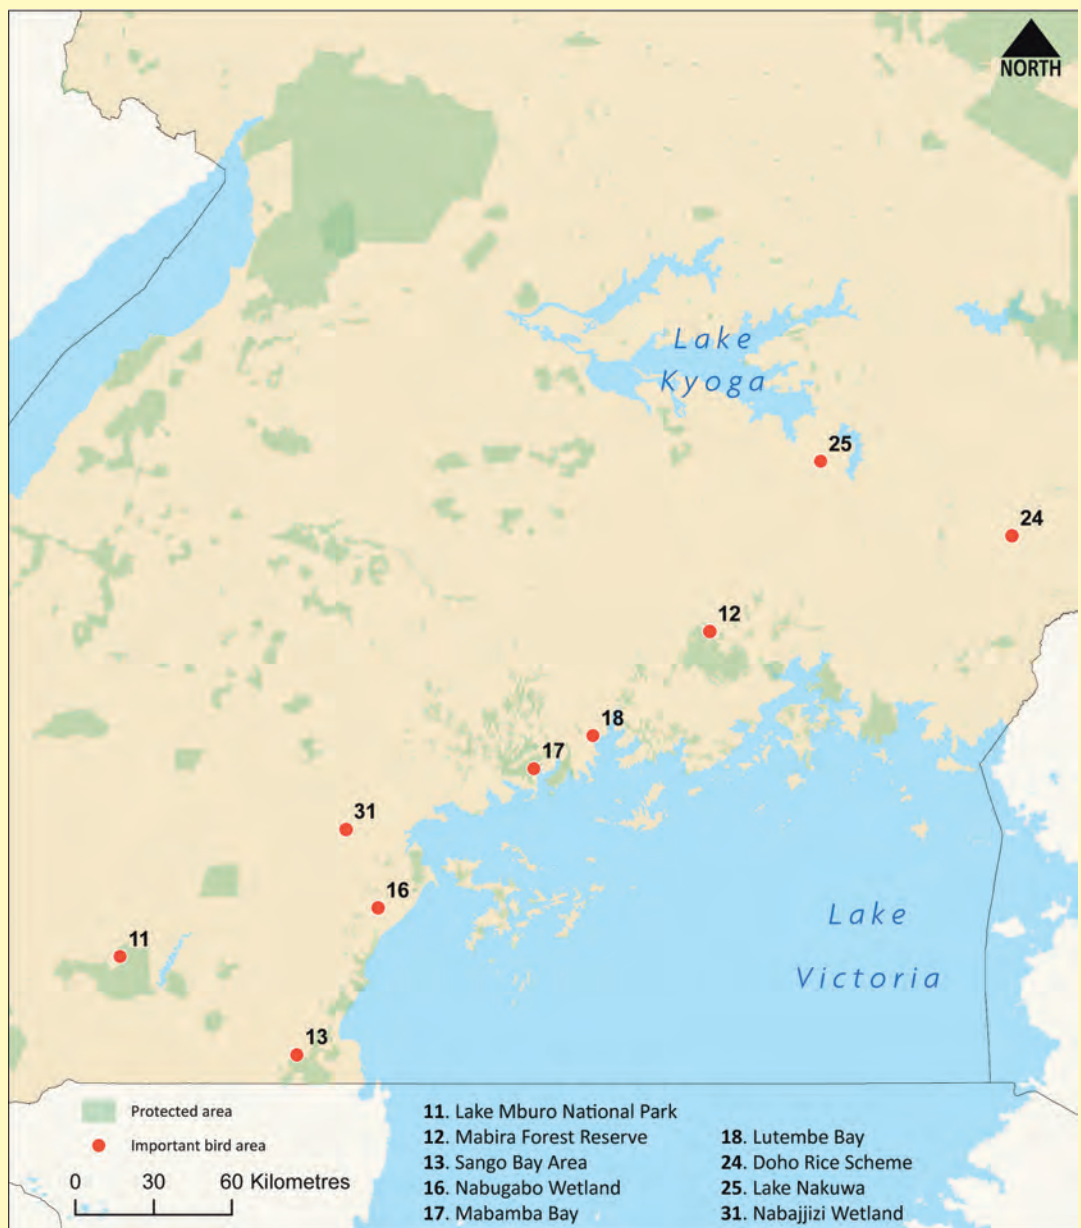 NORTH
Lake
Kyoga
25
24
12
18
17
31
16
Lake
Victoria
11
13
Protected area
Important bird area
0 30 60 Kilometres
11. Lake Mburo National Park
12. Mabira Forest Reserve
13. Sango Bay Area
16. Nabugabo Wetland
17. Mabamba Bay
18. Lutembe Bay
24. Doho Rice Scheme
25. Lake Nakuwa
31. Nabajjizi Wetland